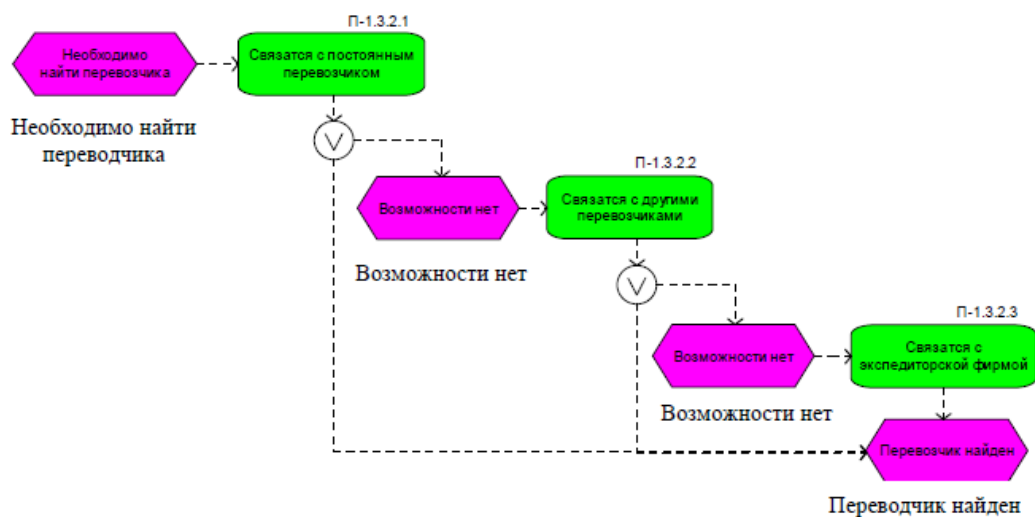 П-1.3.2.1
Необходимо
найти перевозчика
Связатся с постоянным
перевозчиком
Необходимо найти
переводчика
V
П-1.3.2.2
Возможности нет
Связатся с другими
перевозчиками
Возможности нет
V
П-1.3.2.3
Возможности нет
Связатся с
экспедиторской фирмой
Возможности нет
Перевозчик найден
Переводчик найден